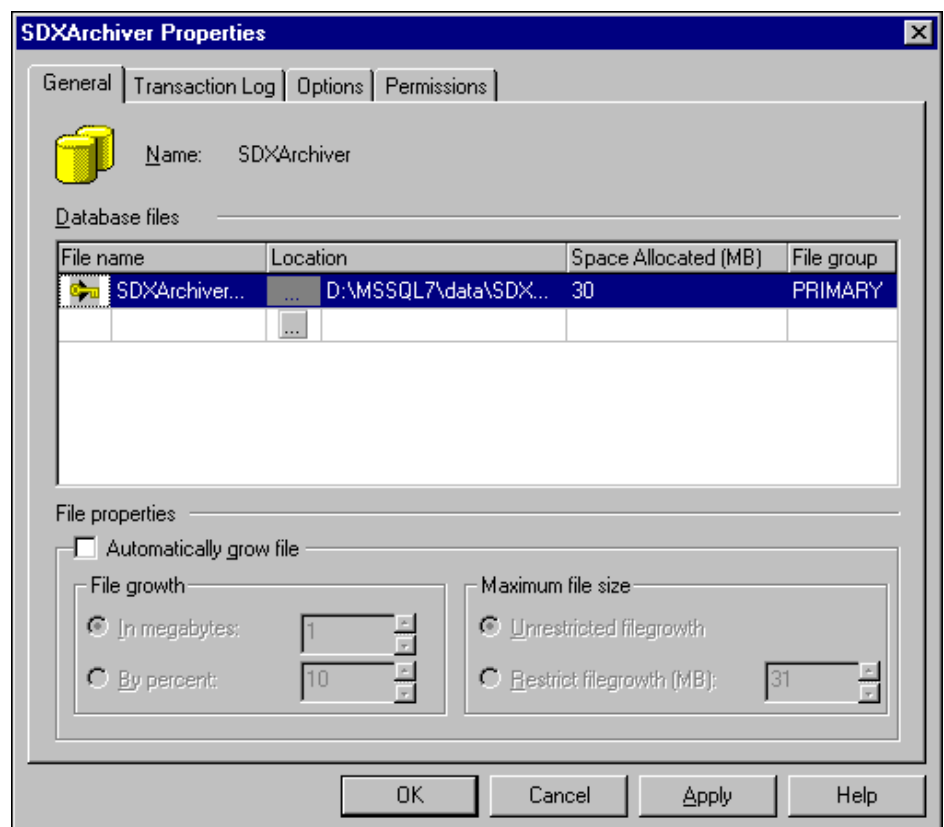 SDXArchiver Properties
General Transaction Log Options Permissions
Name: SDXArchiver
Database files
File name Location Space Allocated (MB) File group
SDXArchiver... ... D:\MSSQL7\data\SDX... 30 PRIMARY
...
File properties
Automatically grow file
File growth Maximum file size
In megabytes: 1 Unrestricted filegrowth
By percent: 10 Restrict filegrowth (MB): 31
OK Cancel Apply Help